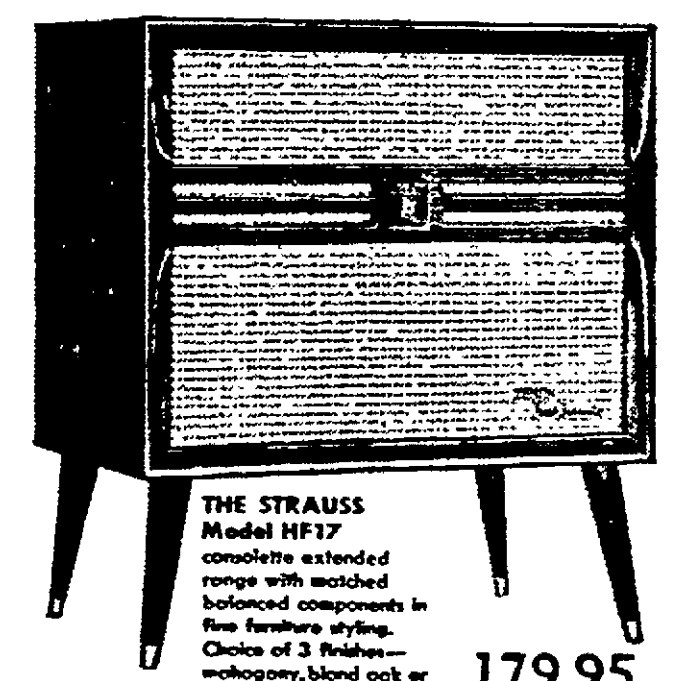 THE STRAUSS
Model HF17
consolette extended
range with matched
balanced components in
fine furniture styling.
Choice of 3 finishes—
mahogany, blond oak or
179.95